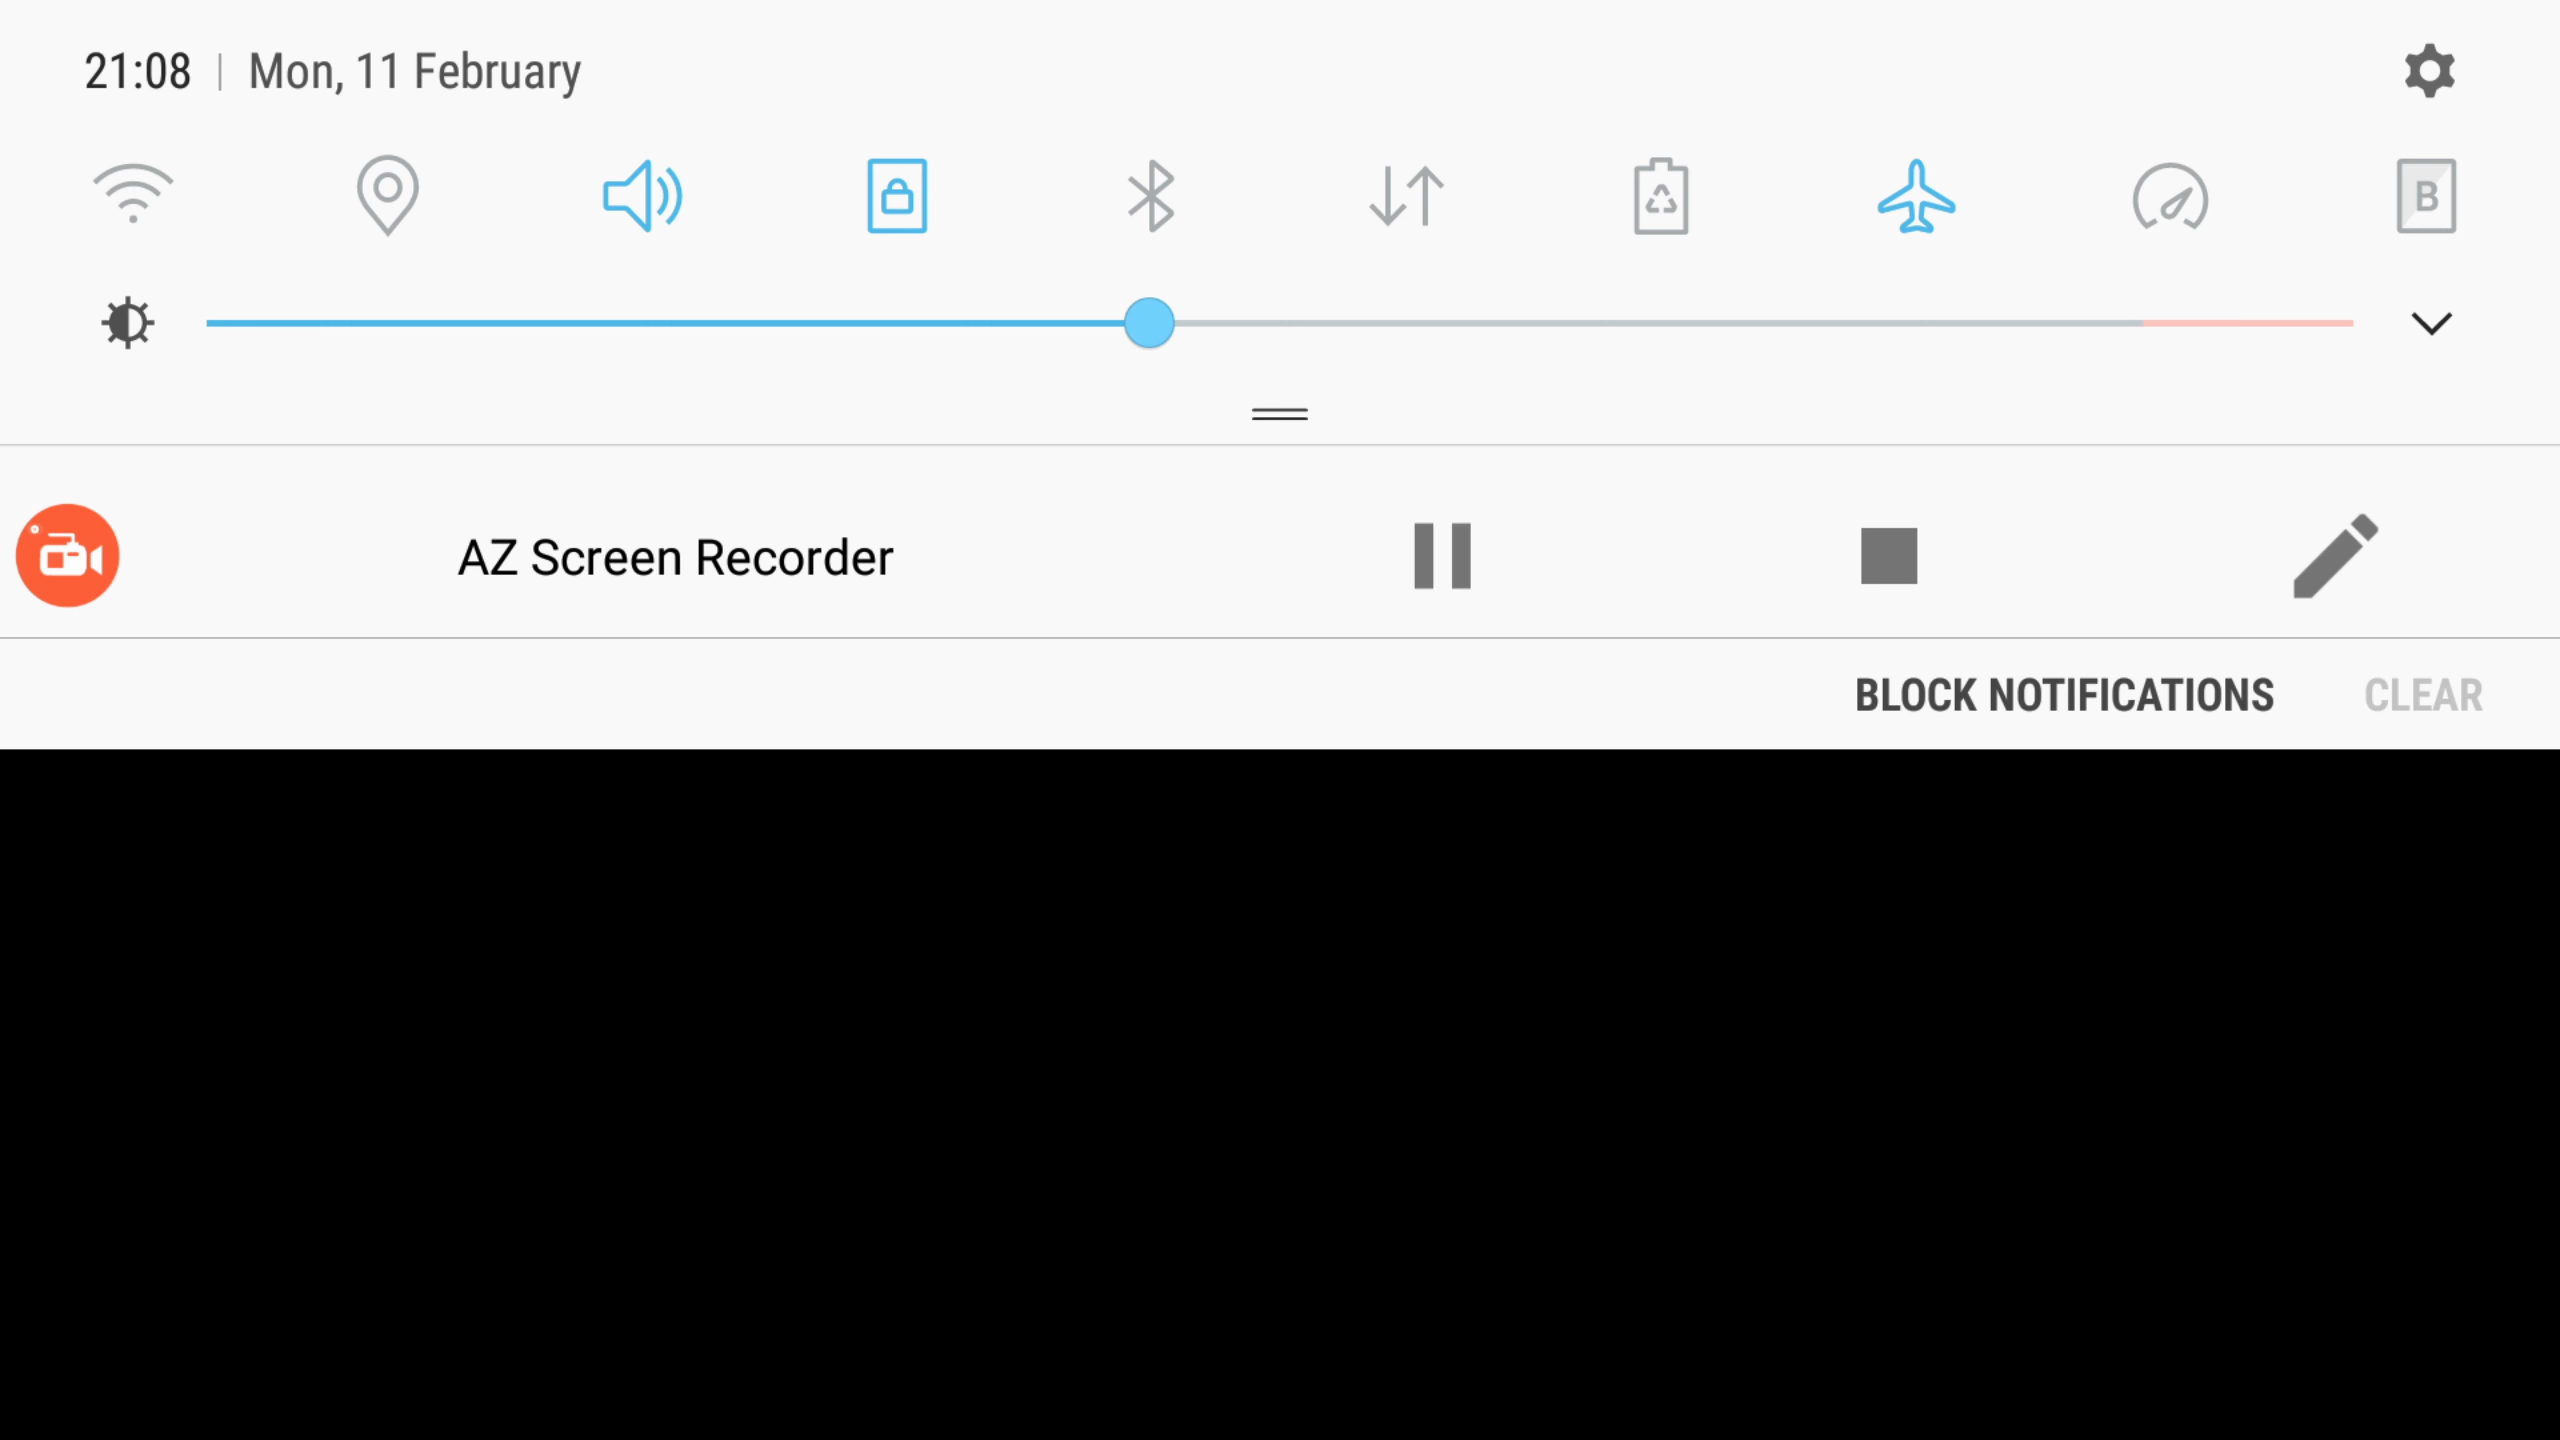 21:08 | Mon, 11 February
B
AZ Screen Recorder
BLOCK NOTIFICATIONS CLEAR